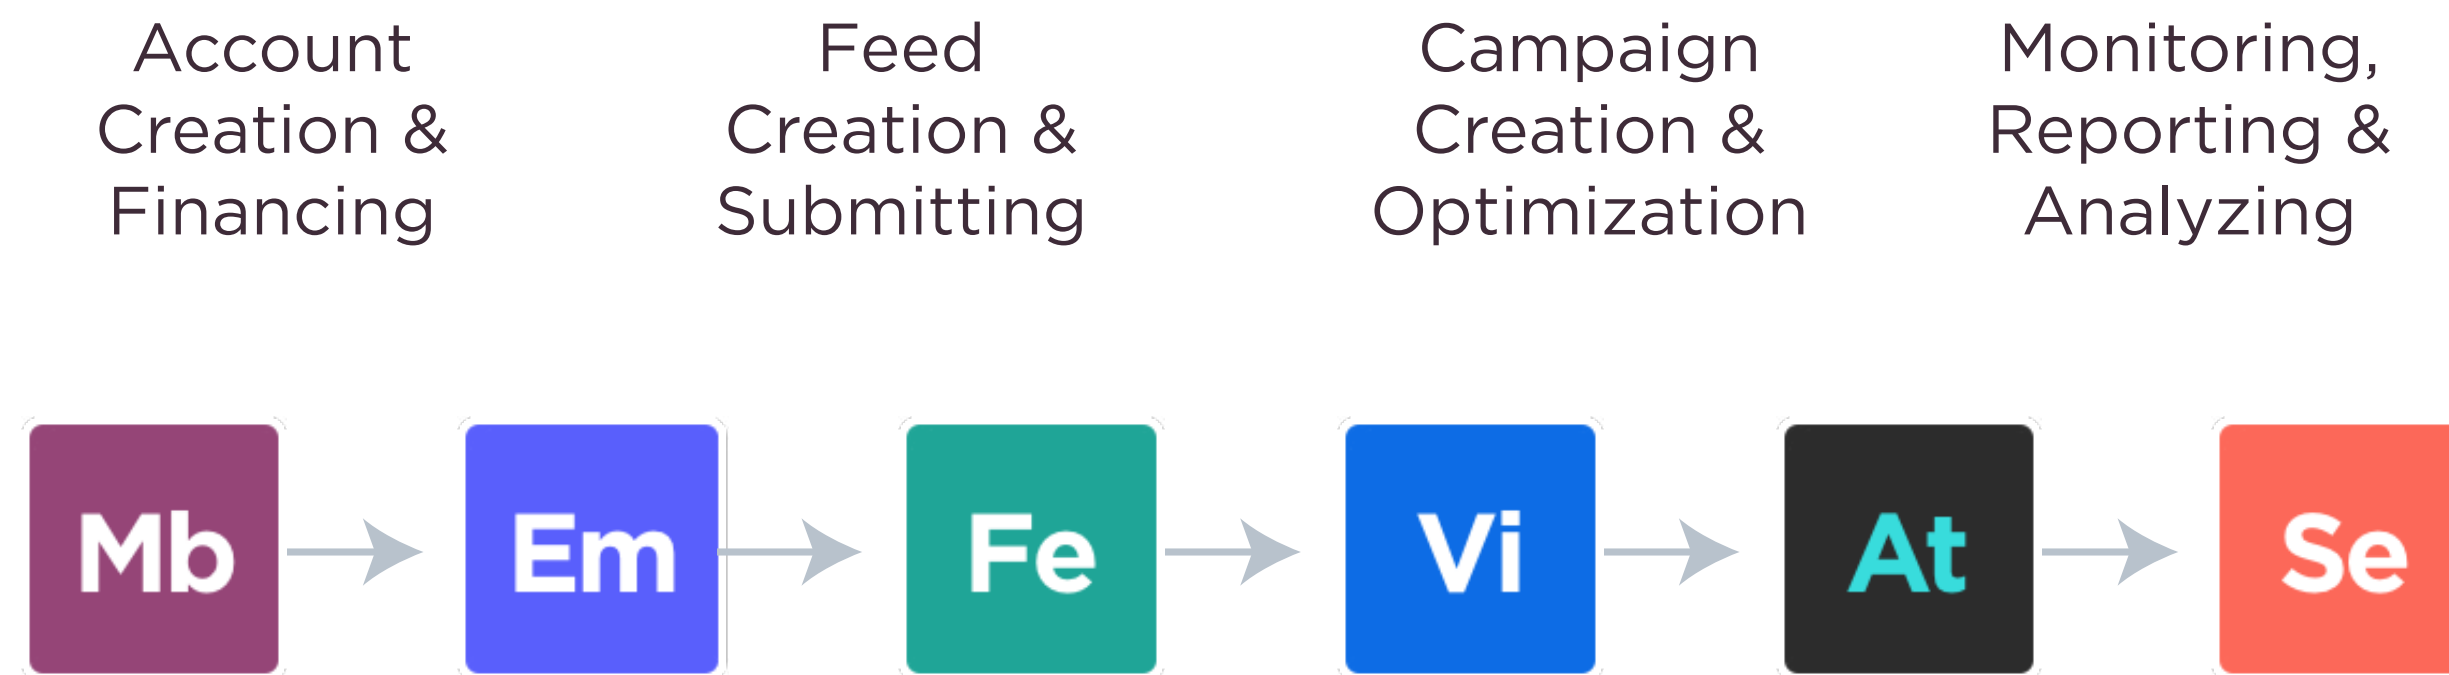 Account
Creation &
Financing
Feed
Creation &
Submitting
Campaign
Creation &
Optimization
Monitoring,
Reporting &
Analyzing
Mb
Em
Fe
Vi
At
Se